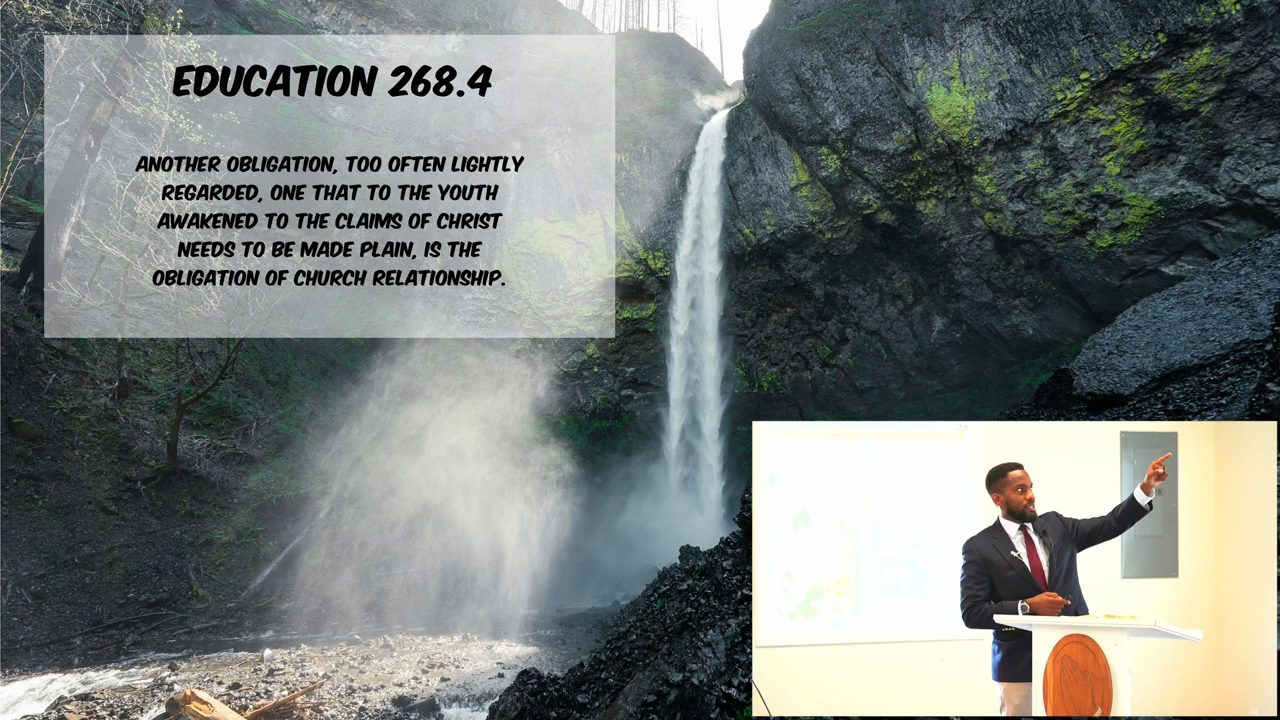 EDUCATION 268.4
ANOTHER OBLIGATION, TOO OFTEN LIGHTLY
REGARDED, ONE THAT TO THE YOUTH
AWAKENED TO THE CLAIMS OF CHRIST
NEEDS TO BE MADE PLAIN, IS THE
OBLIGATION OF CHURCH RELATIONSHIP.